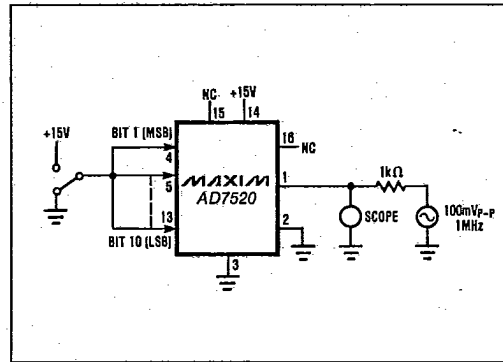 NC +15V
15 14
+15V
BIT 1 (MSB)
4
16
NC
5
MAXIM
AD7520
1
1kΩ
13
BIT 10 (LSB)
2
SCOPE
100mVP-P
1MHz
3